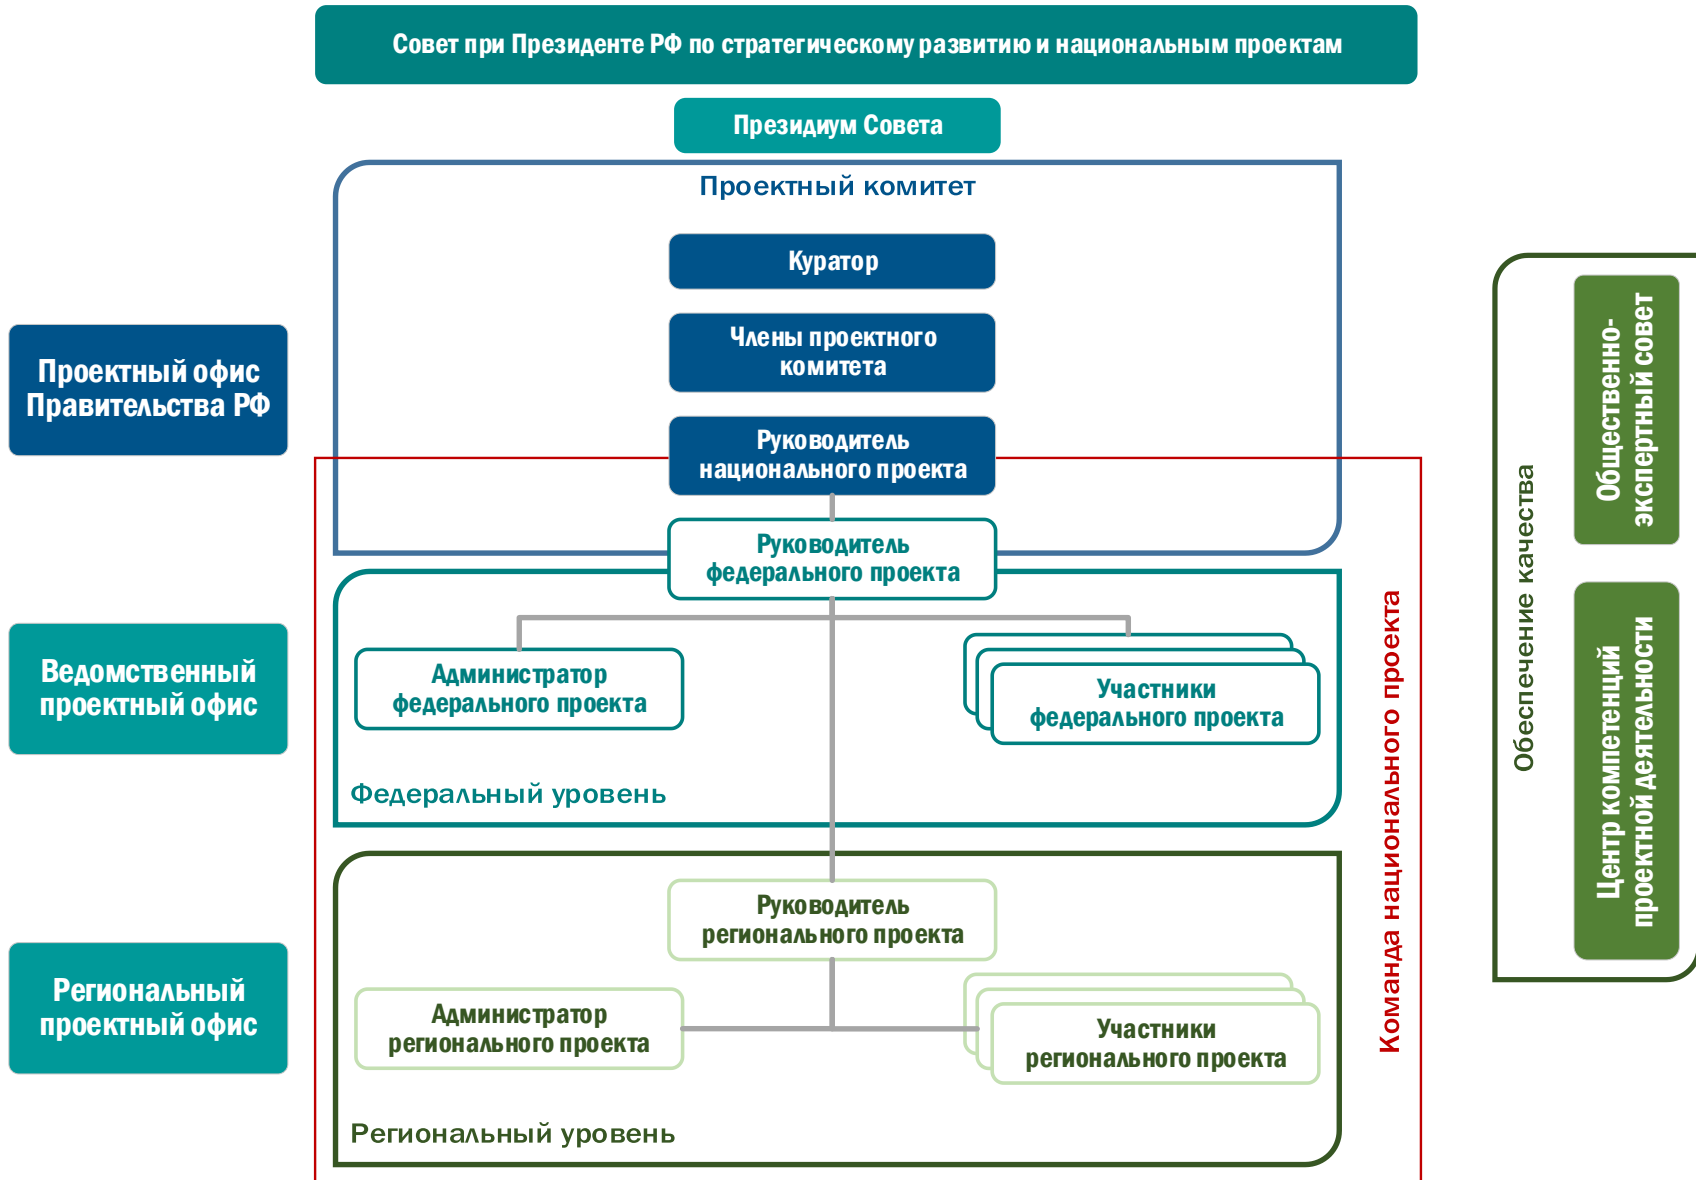 Совет при Президенте РФ по стратегическому развитию и национальным проектам
Президиум Совета
Проектный комитет
Куратор
Члены проектного
комитета
Руководитель
национального проекта
Руководитель
федерального проекта
Администратор
федерального проекта
Участники
федерального проекта
Федеральный уровень
Руководитель
регионального проекта
Администратор
регионального проекта
Участники
регионального проекта
Региональный уровень
Проектный офис
Правительства РФ
Ведомственный
проектный офис
Региональный
проектный офис
Команда национального проекта
Обеспечение качества
Общественно-
экспертный совет
Центр компетенций
проектной деятельности